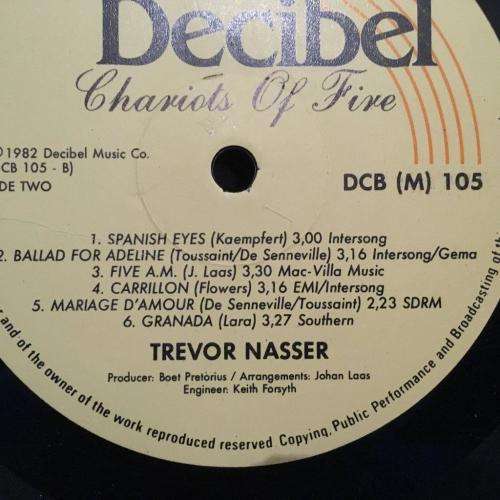 Decibel
Chariots Of Fire
1982 Decibel Music Co.
CB 105 - B)
DE TWO
DCB (M) 105
1. SPANISH EYES (Kaempfert) 3,00 Intersong
2. BALLAD FOR ADELINE (Toussaint/De Senneville) 3,16 Intersong/Gema
3. FIVE A.M. (J. Laas) 3,30 Mac-Villa Music
4. CARRILLON (Flowers) 3,16 EMI/Intersong
5. MARIAGE D'AMOUR (De Senneville/Toussaint) 2,23 SDRM
6. GRANADA (Lara) 3,27 Southern
TREVOR NASSER
Producer: Boet Pretorius / Arrangements: Johan Laas
Engineer: Keith Forsyth
and of the owner of the work reproduced reserved. Copying, Public Performance and Broadcasting of